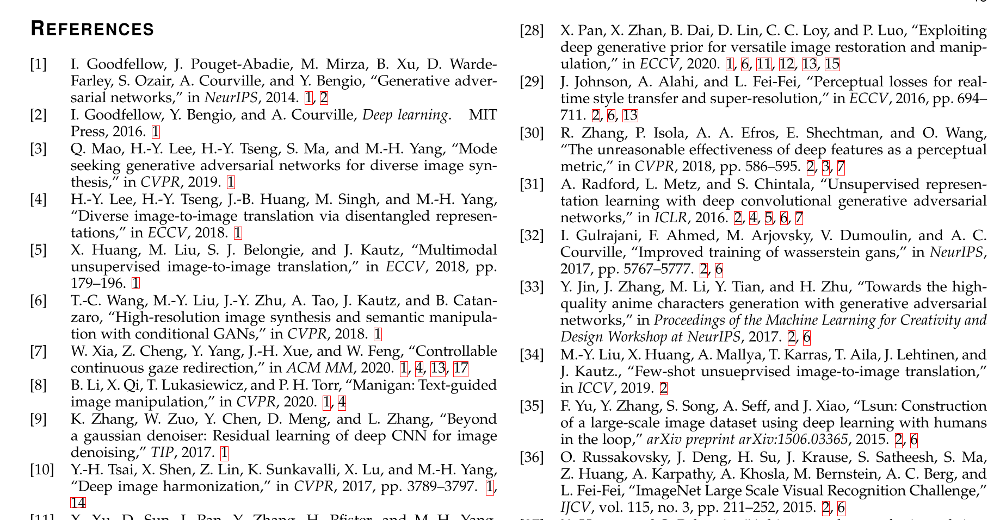 REFERENCES
[1] I. Goodfellow, J. Pouget-Abadie, M. Mirza, B. Xu, D. Warde-
Farley, S. Ozair, A. Courville, and Y. Bengio, “Generative adver-
sarial networks,” in NeurIPS, 2014. 1, 2
[2] I. Goodfellow, Y. Bengio, and A. Courville, Deep learning. MIT
Press, 2016. 1
[3] Q. Mao, H.-Y. Lee, H.-Y. Tseng, S. Ma, and M.-H. Yang, “Mode
seeking generative adversarial networks for diverse image syn-
thesis,” in CVPR, 2019. 1
[4] H.-Y. Lee, H.-Y. Tseng, J.-B. Huang, M. Singh, and M.-H. Yang,
“Diverse image-to-image translation via disentangled represen-
tations,” in ECCV, 2018. 1
[5] X. Huang, M. Liu, S. J. Belongie, and J. Kautz, “Multimodal
unsupervised image-to-image translation,” in ECCV, 2018, pp.
179–196. 1
[6] T.-C. Wang, M.-Y. Liu, J.-Y. Zhu, A. Tao, J. Kautz, and B. Catan-
zaro, “High-resolution image synthesis and semantic manipula-
tion with conditional GANs,” in CVPR, 2018. 1
[7] W. Xia, Z. Cheng, Y. Yang, J.-H. Xue, and W. Feng, “Controllable
continuous gaze redirection,” in ACM MM, 2020. 1, 4, 13, 17
[8] B. Li, X. Qi, T. Lukasiewicz, and P. H. Torr, “Manigan: Text-guided
image manipulation,” in CVPR, 2020. 1, 4
[9] K. Zhang, W. Zuo, Y. Chen, D. Meng, and L. Zhang, “Beyond
a gaussian denoiser: Residual learning of deep CNN for image
denoising,” TIP, 2017. 1
[10] Y.-H. Tsai, X. Shen, Z. Lin, K. Sunkavalli, X. Lu, and M.-H. Yang,
“Deep image harmonization,” in CVPR, 2017, pp. 3789–3797. 1,
14
[11] X. Xu, D. Sun, J. Pan, Y. Zhang, H. Pfister, and M.-H. Yang,
[28] X. Pan, X. Zhan, B. Dai, D. Lin, C. C. Loy, and P. Luo, “Exploiting
deep generative prior for versatile image restoration and manip-
ulation,” in ECCV, 2020. 1, 6, 11, 12, 13, 15
[29] J. Johnson, A. Alahi, and L. Fei-Fei, “Perceptual losses for real-
time style transfer and super-resolution,” in ECCV, 2016, pp. 694–
711. 2, 6, 13
[30] R. Zhang, P. Isola, A. A. Efros, E. Shechtman, and O. Wang,
“The unreasonable effectiveness of deep features as a perceptual
metric,” in CVPR, 2018, pp. 586–595. 2, 3, 7
[31] A. Radford, L. Metz, and S. Chintala, “Unsupervised represen-
tation learning with deep convolutional generative adversarial
networks,” in ICLR, 2016. 2, 4, 5, 6, 7
[32] I. Gulrajani, F. Ahmed, M. Arjovsky, V. Dumoulin, and A. C.
Courville, “Improved training of wasserstein gans,” in NeurIPS,
2017, pp. 5767–5777. 2, 6
[33] Y. Jin, J. Zhang, M. Li, Y. Tian, and H. Zhu, “Towards the high-
quality anime characters generation with generative adversarial
networks,” in Proceedings of the Machine Learning for Creativity and
Design Workshop at NeurIPS, 2017. 2, 6
[34] M.-Y. Liu, X. Huang, A. Mallya, T. Karras, T. Aila, J. Lehtinen, and
J. Kautz., “Few-shot unsueprvised image-to-image translation,”
in ICCV, 2019. 2
[35] F. Yu, Y. Zhang, S. Song, A. Seff, and J. Xiao, “Lsun: Construction
of a large-scale image dataset using deep learning with humans
in the loop,” arXiv preprint arXiv:1506.03365, 2015. 2, 6
[36] O. Russakovsky, J. Deng, H. Su, J. Krause, S. Satheesh, S. Ma,
Z. Huang, A. Karpathy, A. Khosla, M. Bernstein, A. C. Berg, and
L. Fei-Fei, “ImageNet Large Scale Visual Recognition Challenge,”
IJCV, vol. 115, no. 3, pp. 211–252, 2015. 2, 6